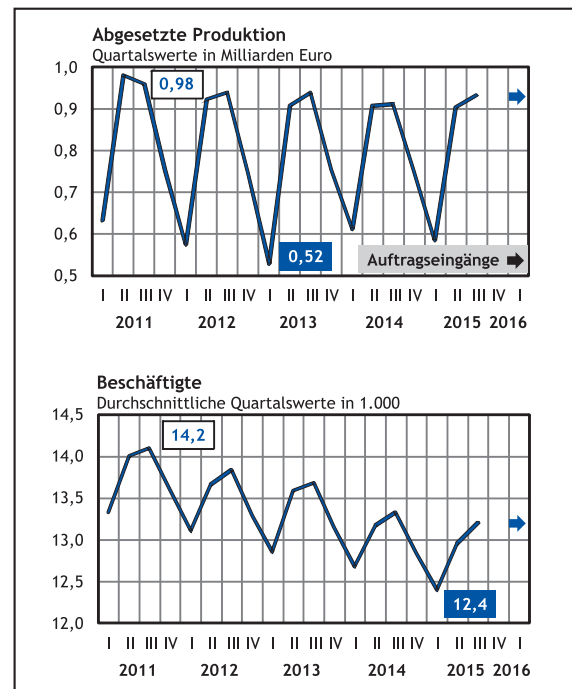 Abgesetzte Produktion
Quartalswerte in Milliarden Euro
1,0
0,9
0,8
0,7
0,6
0,5
0,98
0,52
Auftragseingänge
I II III IV I II III IV I II III IV I II III IV I II III IV I
2011 2012 2013 2014 2015 2016
Beschäftigte
Durchschnittliche Quartalswerte in 1.000
14,5
14,0
13,5
13,0
12,5
12,0
14,2
12,4
I II III IV I II III IV I II III IV I II III IV I II III IV I
2011 2012 2013 2014 2015 2016